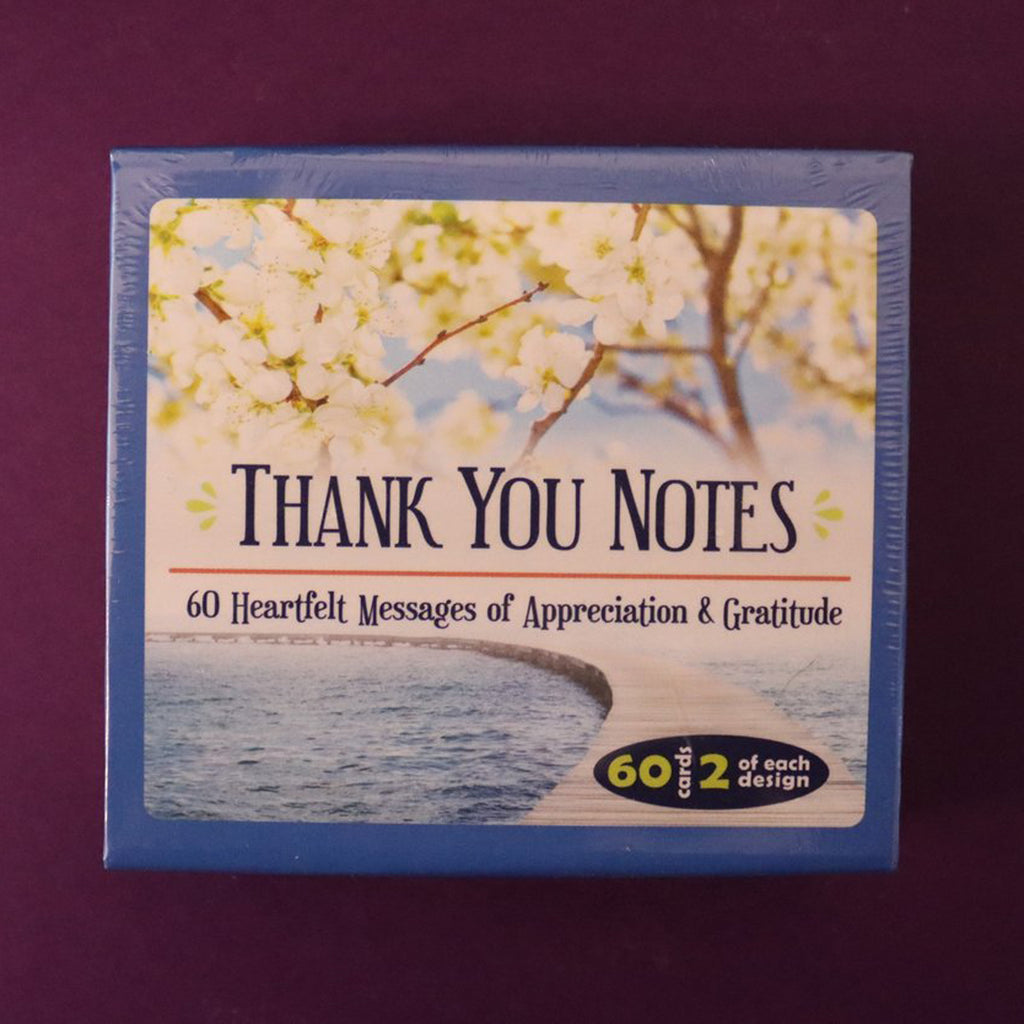 THANK YOU NOTES
60 Heartfelt Messages of Appreciation & Gratitude
60 cards 2 of each
design